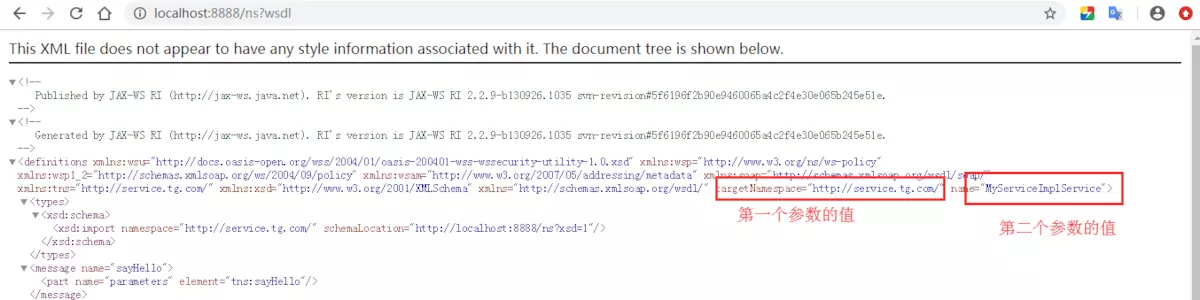 localhost:8888/ns?wsdl
This XML file does not appear to have any style information associated with it. The document tree is shown below.
▼<!--
Published by JAX-WS RI (http://jax-ws.java.net). RI's version is JAX-WS RI 2.2.9-b130926.1035 svn-revision#5f6196f2b90e9460065a4c2f4e30e065b245e51e.
-->
▼<!--
Generated by JAX-WS RI (http://jax-ws.java.net). RI's version is JAX-WS RI 2.2.9-b130926.1035 svn-revision#5f6196f2b90e9460065a4c2f4e30e065b245e51e.
-->
▼<definitions xmlns:wsu="http://docs.oasis-open.org/wss/2004/01/oasis-200401-wss-wssecurity-utility-1.0.xsd" xmlns:wsp="http://www.w3.org/ns/ws-policy"
xmlns:wsp1_2="http://schemas.xmlsoap.org/ws/2004/09/policy" xmlns:wsam="http://www.w3.org/2007/05/addressing/metadata" xmlns:soap="http://schemas.xmlsoap.org/wsdl/soap/"
xmlns:tns="http://service.tg.com/" xmlns:xsd="http://www.w3.org/2001/XMLSchema" xmlns="http://schemas.xmlsoap.org/wsdl/" targetNamespace="http://service.tg.com/" name="MyServiceImplService">
▼<types>
第一个参数的值
第二个参数的值
▼<xsd:schema>
<xsd:import namespace="http://service.tg.com/" schemaLocation="http://localhost:8888/ns?xsd=1"/>
</xsd:schema>
</types>
▼<message name="sayHello">
<part name="parameters" element="tns:sayHello"/>
</message>